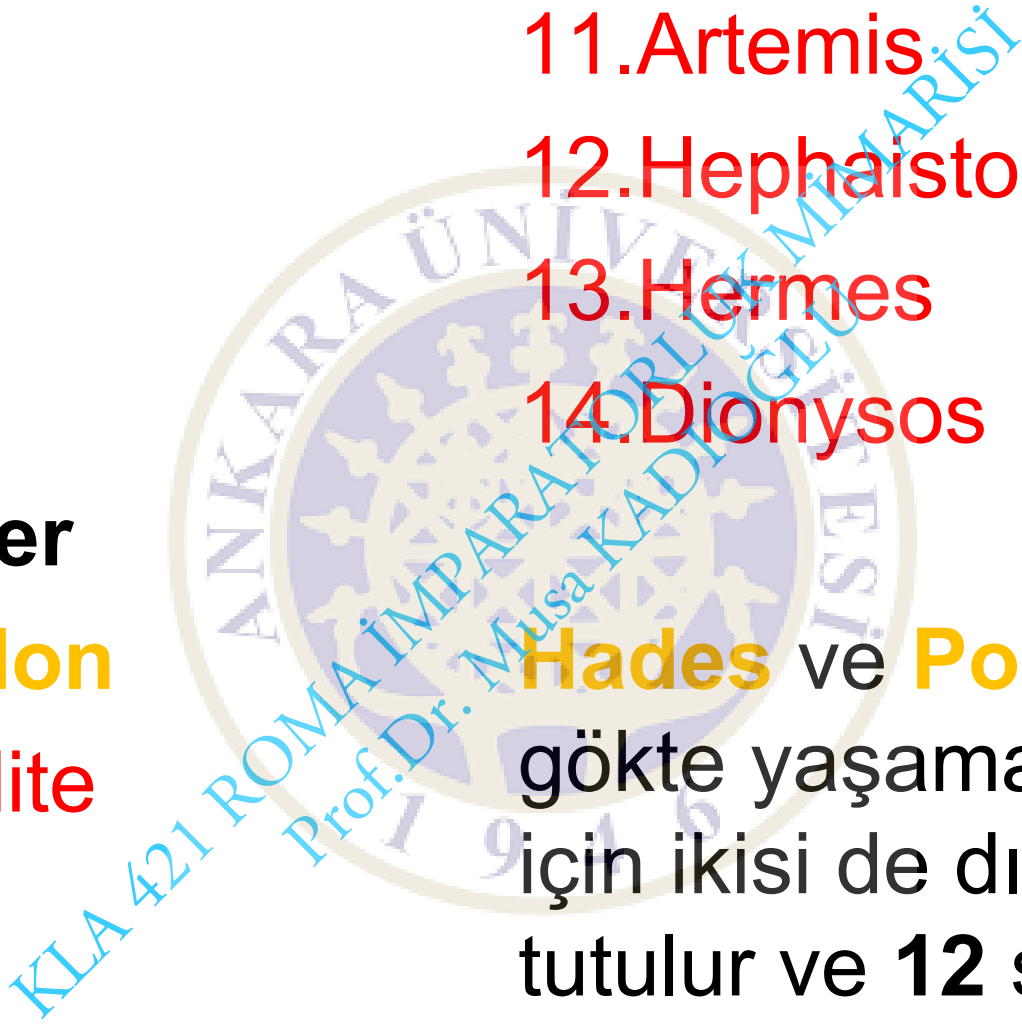 11.Artemis
12.Hephaisto
13.Hermes
14.Dionysos
er
lon
lite
Hades ve Po
gökte yaşama
için ikisi de dı
tutulur ve 12 s
KLA 421 ROMA İMPARATORLUK MİMARİSİ
Prof.Dr. Musa KADIOĞLU
ANKARA ÜNİVERSİTESİ
1946